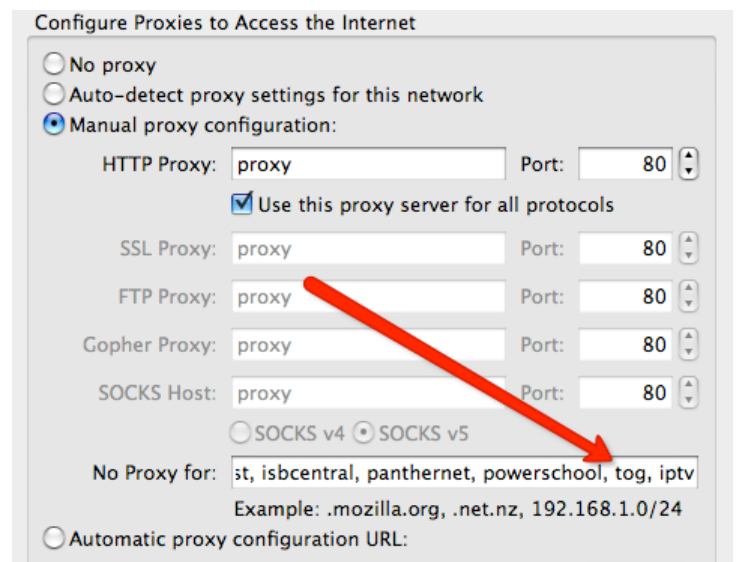 Configure Proxies to Access the Internet
No proxy
Auto-detect proxy settings for this network
Manual proxy configuration:
HTTP Proxy: proxy Port: 80
Use this proxy server for all protocols
SSL Proxy: proxy Port: 80
FTP Proxy: proxy Port: 80
Gopher Proxy: proxy Port: 80
SOCKS Host: proxy Port: 80
SOCKS v4 SOCKS v5
No Proxy for: st, isbcentral, panthernet, powerschool, tog, iptv
Example: .mozilla.org, .net.nz, 192.168.1.0/24
Automatic proxy configuration URL: